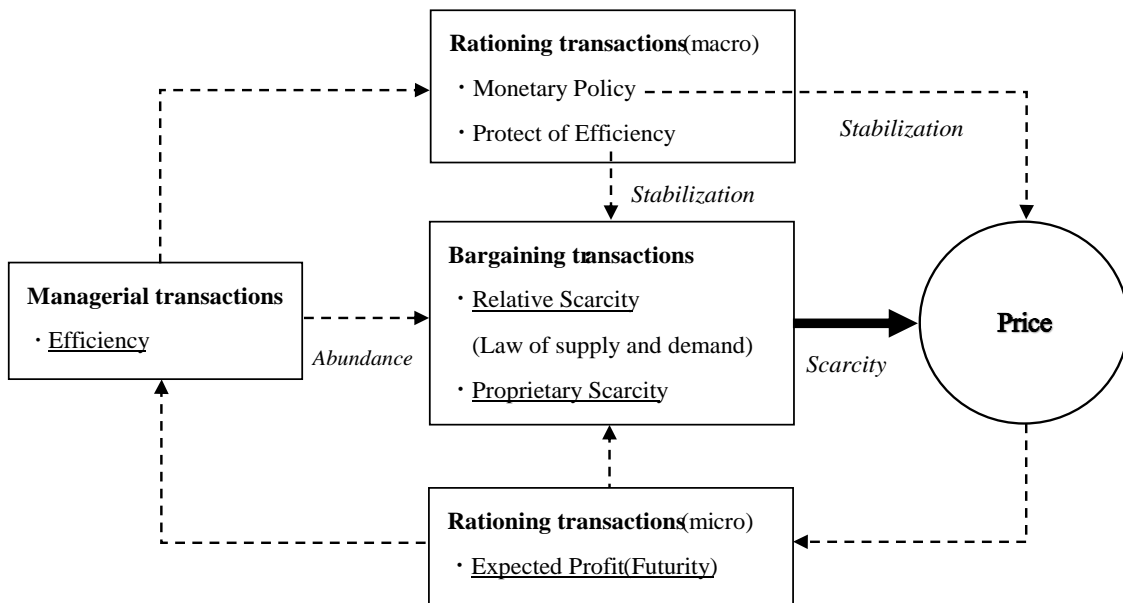 Rationing transactions(macro)
・Monetary Policy
・Protect of Efficiency
Stabilization
Stabilization
Bargaining transactions
・Relative Scarcity
(Law of supply and demand)
・Proprietary Scarcity
Managerial transactions
・Efficiency
Abundance
Scarcity
Price
Rationing transactions(micro)
・Expected Profit(Futurity)